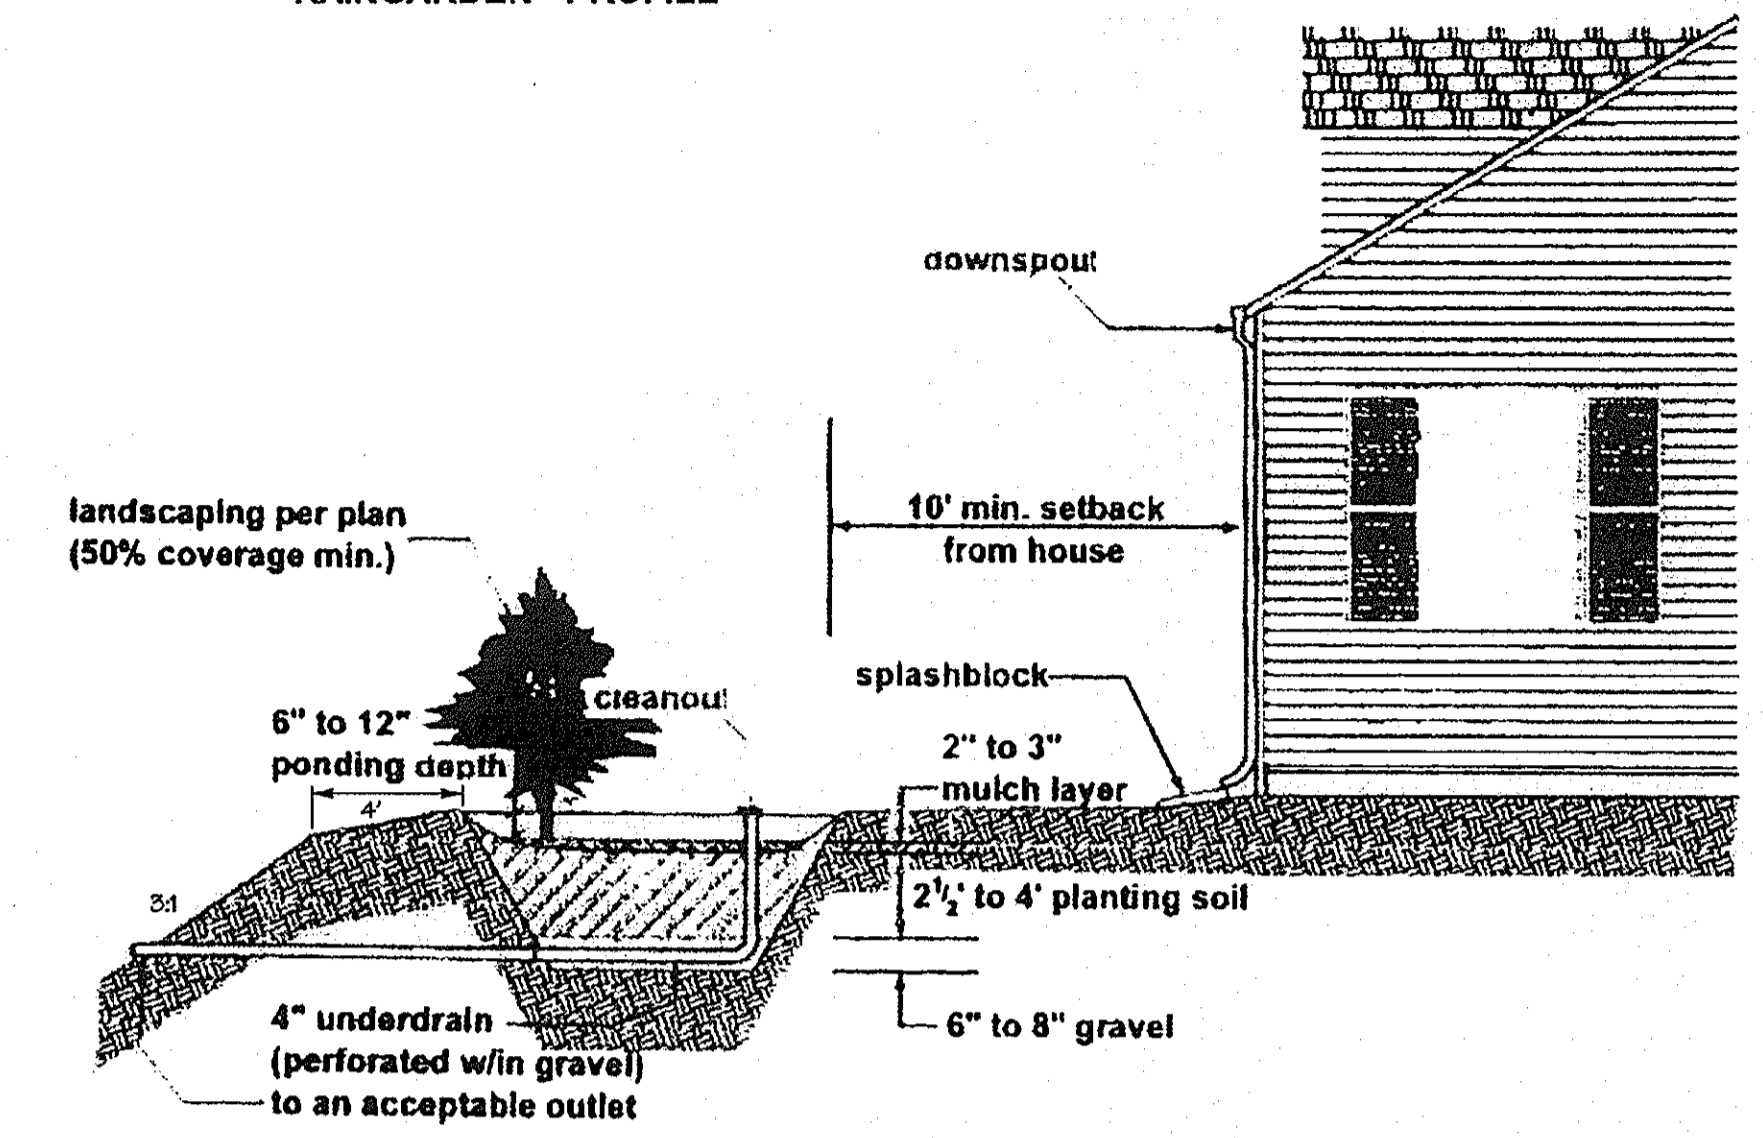 downspout
10' min. setback
from house
landscaping per plan
(50% coverage min.)
splashblock
cleanout
6" to 12"
ponding depth
4'
2" to 3"
mulch layer
3:1
2½' to 4' planting soil
4" underdrain
(perforated w/in gravel)
to an acceptable outlet
6" to 8" gravel